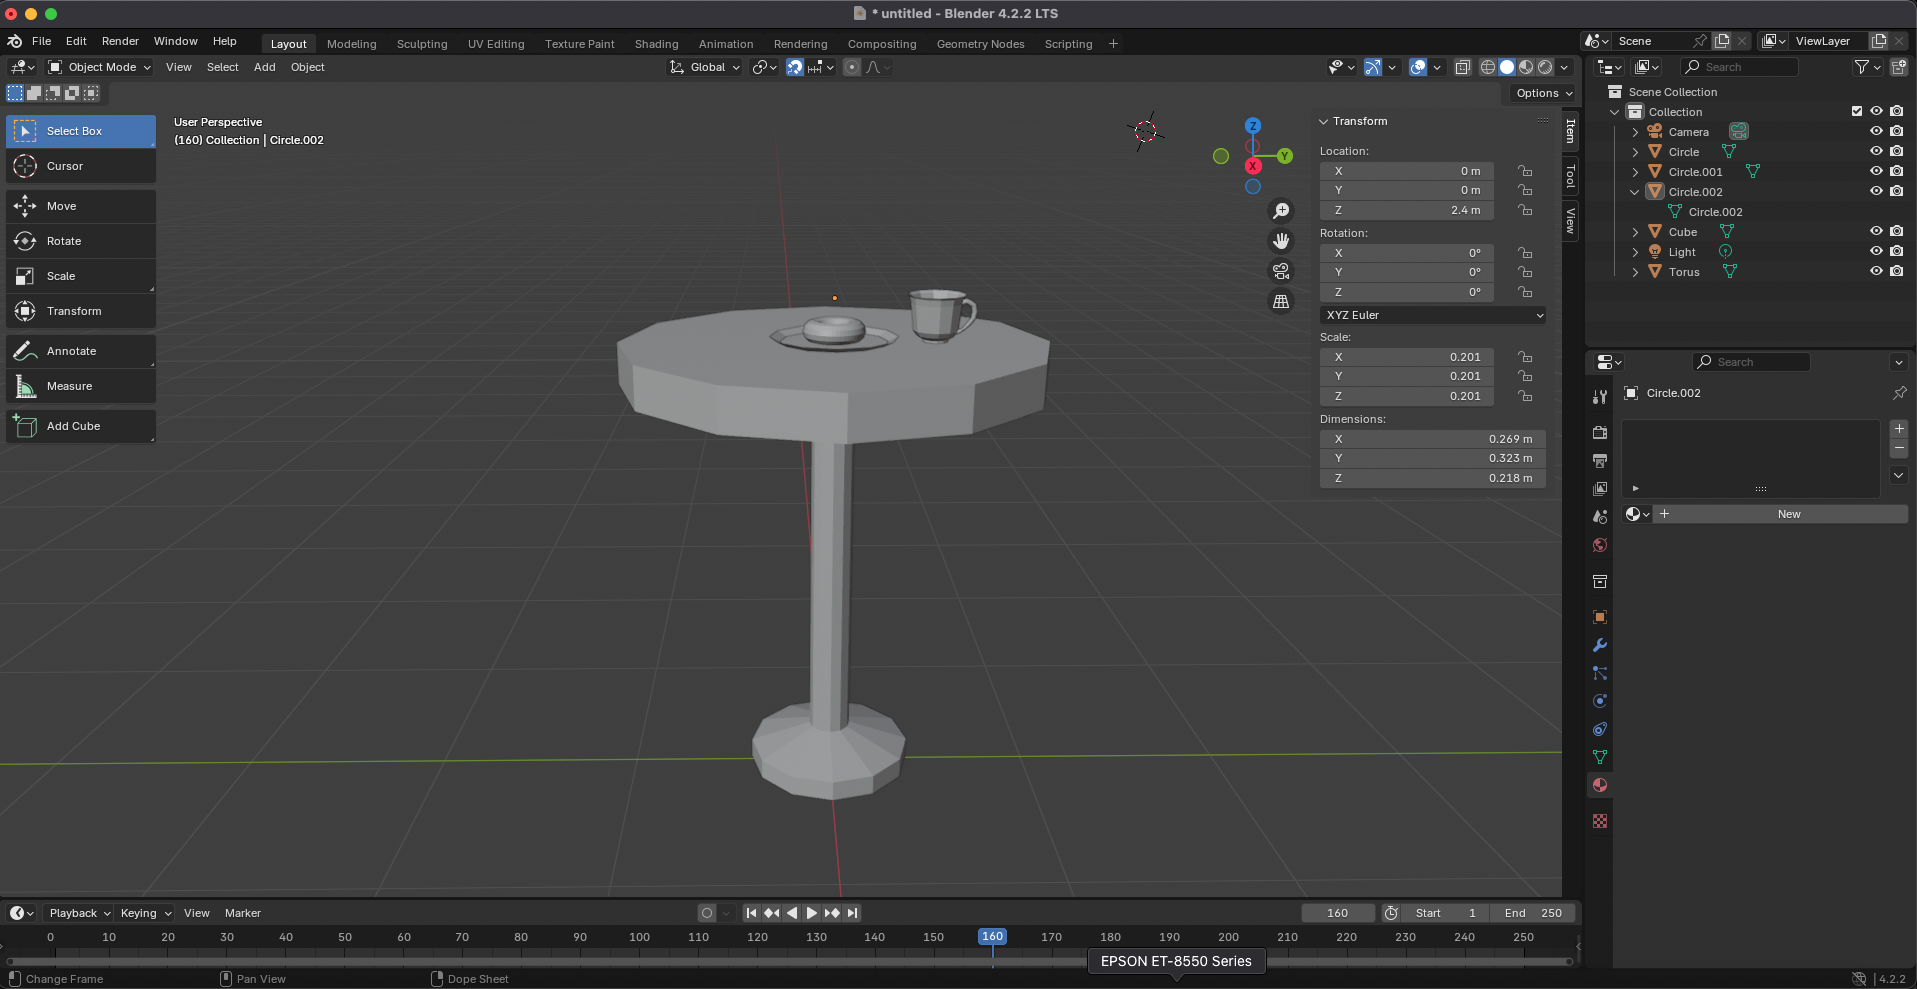 * untitled - Blender 4.2.2 LTS
File Edit Render Window Help Layout Modeling Sculpting UV Editing Texture Paint Shading Animation Rendering Compositing Geometry Nodes Scripting + Scene ViewLayer
Object Mode View Select Add Object Global Search
Options
Select Box
Cursor
Move
Rotate
Scale
Transform
Annotate
Measure
Add Cube
User Perspective
(160) Collection | Circle.002
Z
Y
X
Transform
Location:
X 0 m
Y 0 m
Z 2.4 m
Rotation:
X 0°
Y 0°
Z 0°
XYZ Euler
Scale:
X 0.201
Y 0.201
Z 0.201
Dimensions:
X 0.269 m
Y 0.323 m
Z 0.218 m
Item
Tool
View
Scene Collection
Collection
Camera
Circle
Circle.001
Circle.002
Circle.002
Cube
Light
Torus
Search
Circle.002
+
−
+ New
Playback Keying View Marker 160 Start 1 End 250
0 10 20 30 40 50 60 70 80 90 100 110 120 130 140 150 160 170 180 190 200 210 220 230 240 250
EPSON ET-8550 Series
Change Frame Pan View Dope Sheet 4.2.2